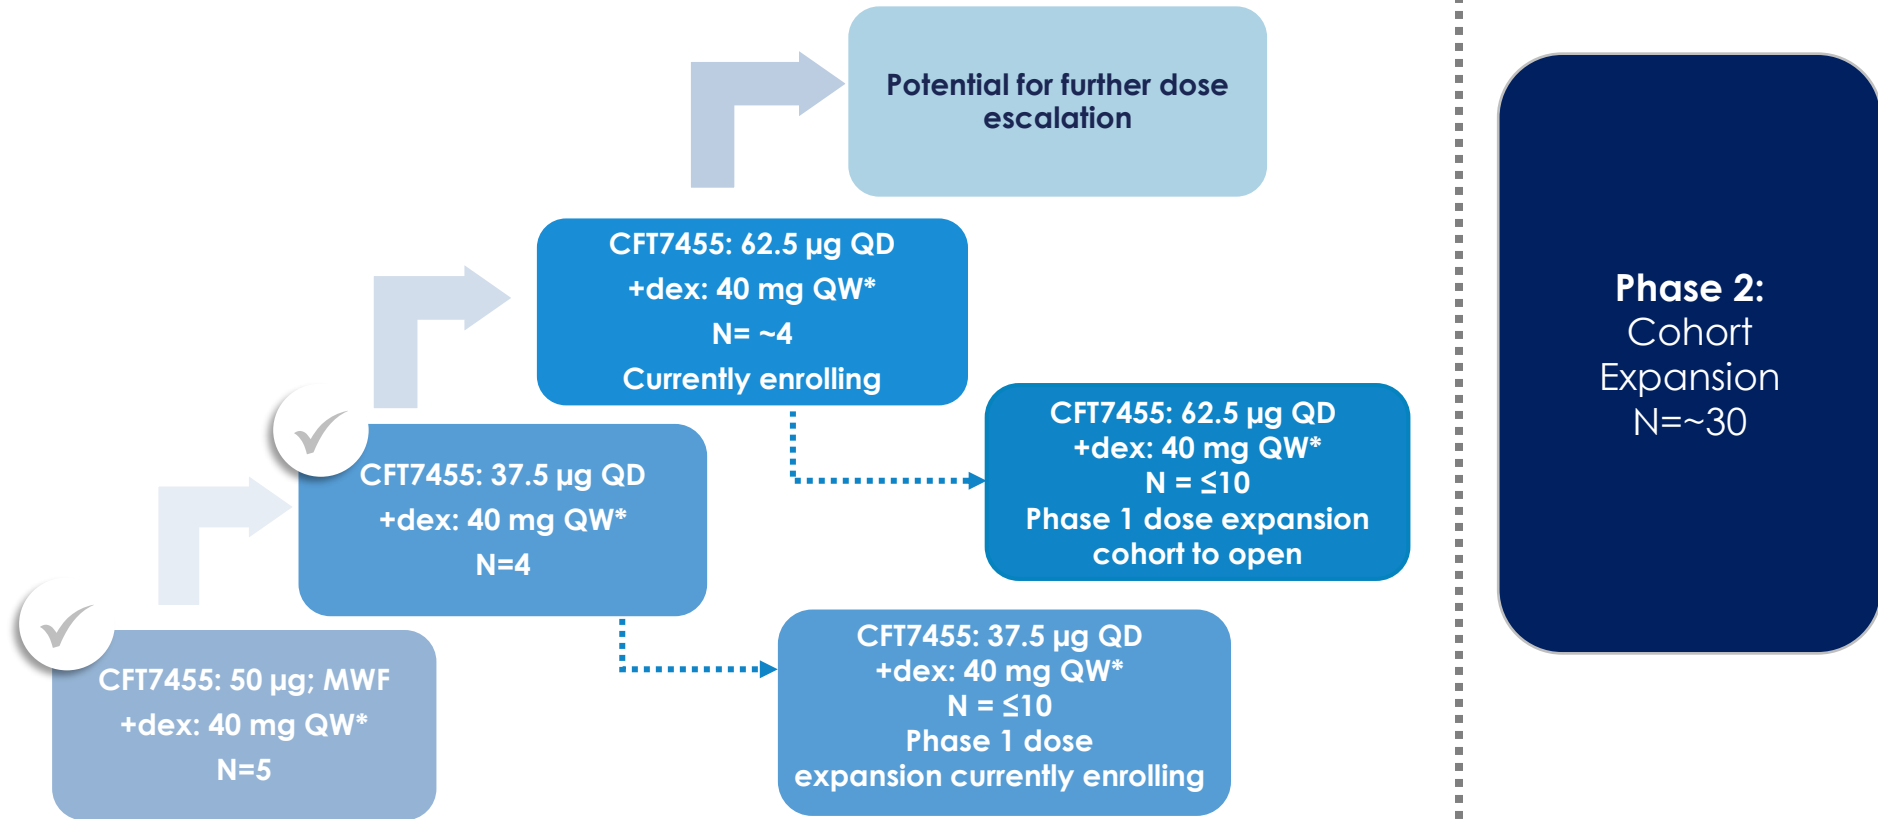 Potential for further dose
escalation
CFT7455: 62.5 µg QD
+dex: 40 mg QW*
N= ~4
Currently enrolling
CFT7455: 62.5 µg QD
+dex: 40 mg QW*
N = ≤10
Phase 1 dose expansion
cohort to open
CFT7455: 37.5 µg QD
+dex: 40 mg QW*
N=4
CFT7455: 37.5 µg QD
+dex: 40 mg QW*
N = ≤10
Phase 1 dose
expansion currently enrolling
CFT7455: 50 µg; MWF
+dex: 40 mg QW*
N=5
Phase 2:
Cohort
Expansion
N=~30